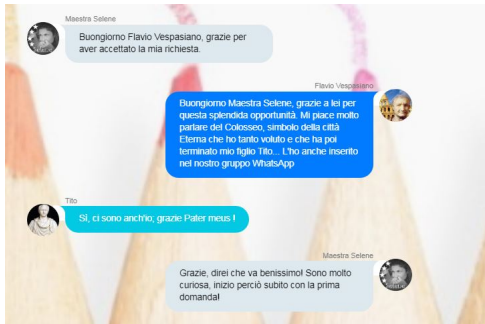 Maestra Selene
Buongiorno Flavio Vespasiano, grazie per
aver accettato la mia richiesta.
Flavio Vespasiano
Buongiorno Maestra Selene, grazie a lei per
questa splendida opportunità. Mi piace molto
parlare del Colosseo, simbolo della città
Eterna che ho tanto voluto e che ha poi
terminato mio figlio Tito... L'ho anche inserito
nel nostro gruppo WhatsApp
Tito
Sì, ci sono anch'io; grazie Pater meus !
Maestra Selene
Grazie, direi che va benissimo! Sono molto
curiosa, inizio perciò subito con la prima
domanda!